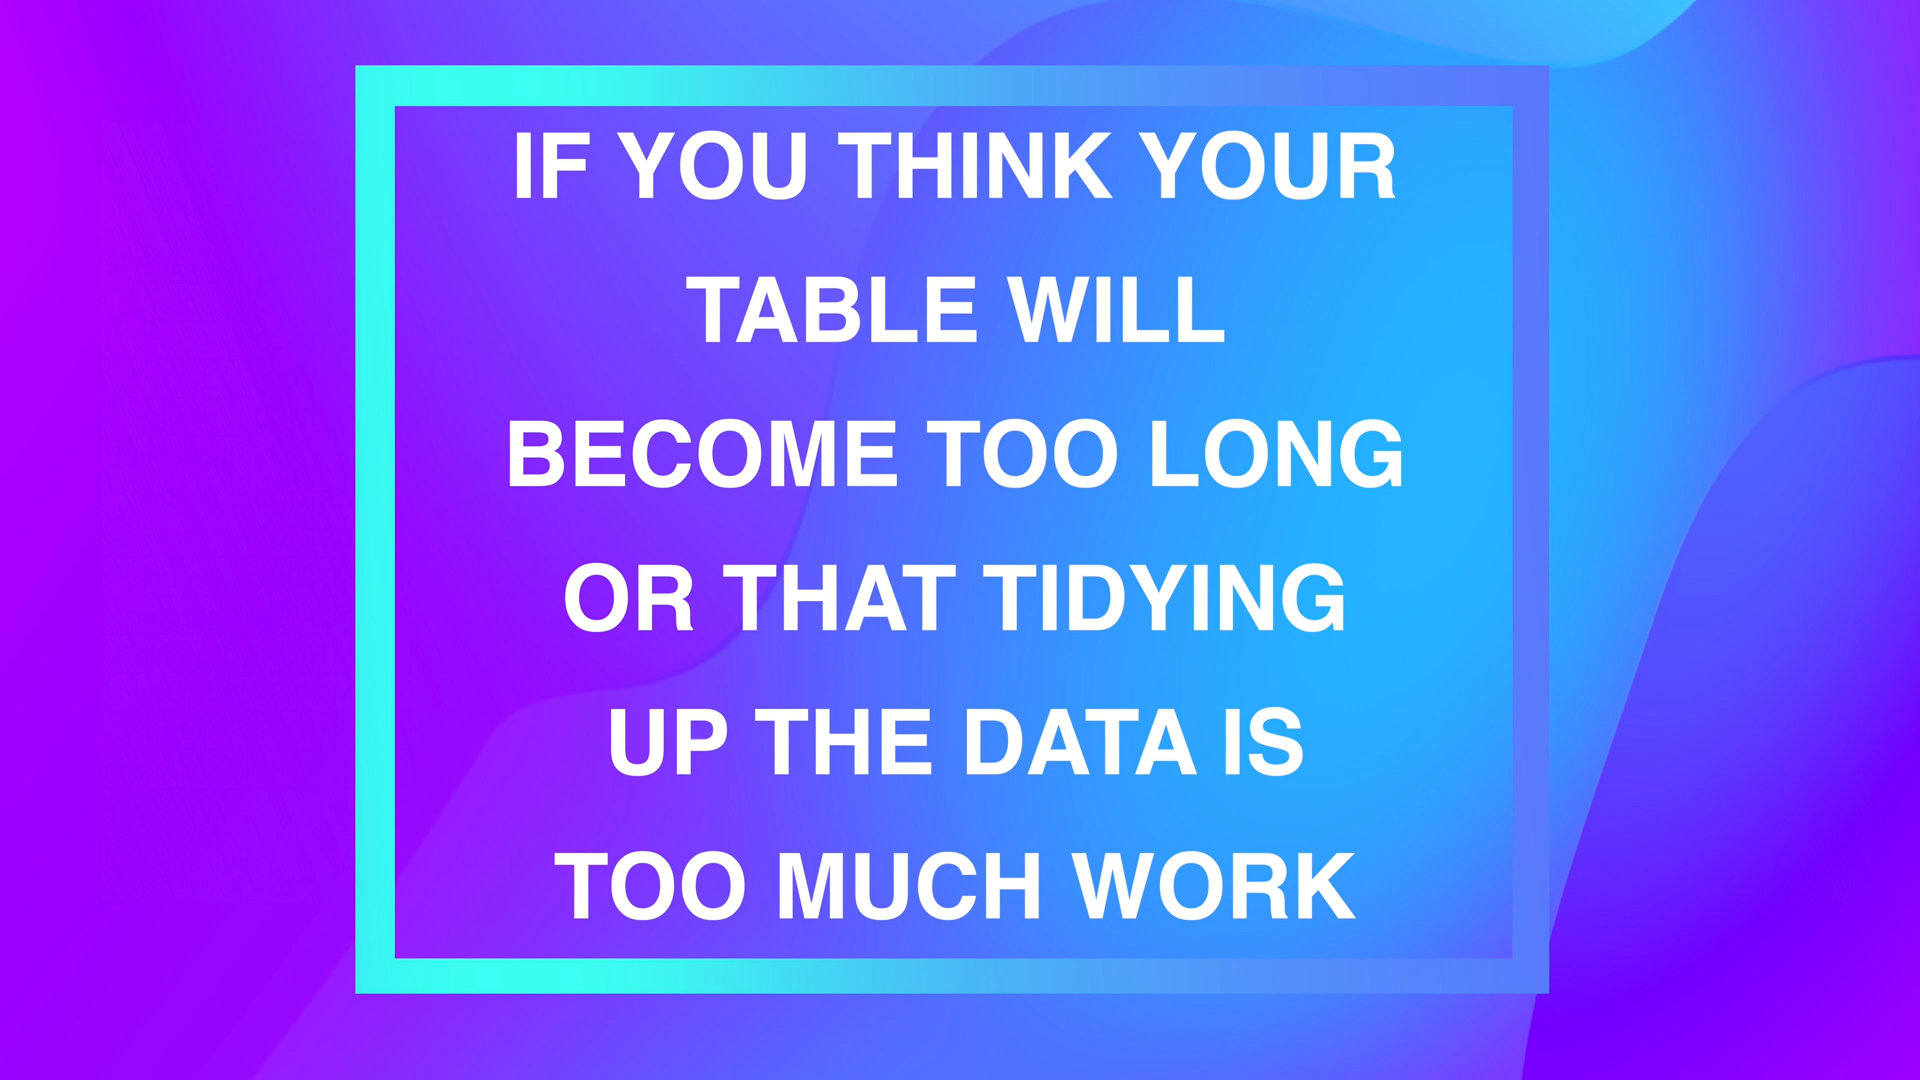 IF YOU THINK YOUR
TABLE WILL
BECOME TOO LONG
OR THAT TIDYING
UP THE DATA IS
TOO MUCH WORK